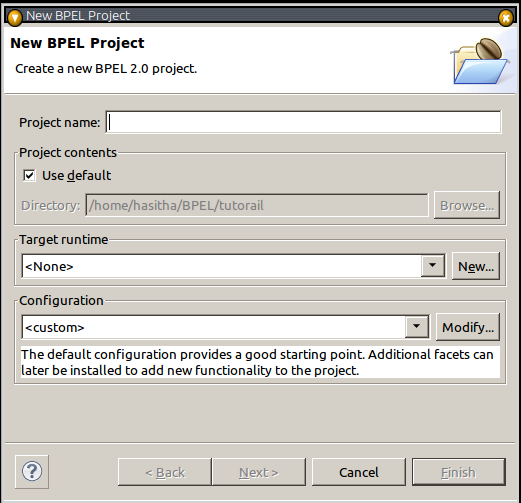 New BPEL Project
New BPEL Project
Create a new BPEL 2.0 project.
Project name:
Project contents
Use default
Directory: /home/hasitha/BPEL/tutorail Browse...
Target runtime
<None> New...
Configuration
<custom> Modify...
The default configuration provides a good starting point. Additional facets can
later be installed to add new functionality to the project.
? < Back Next > Cancel Finish